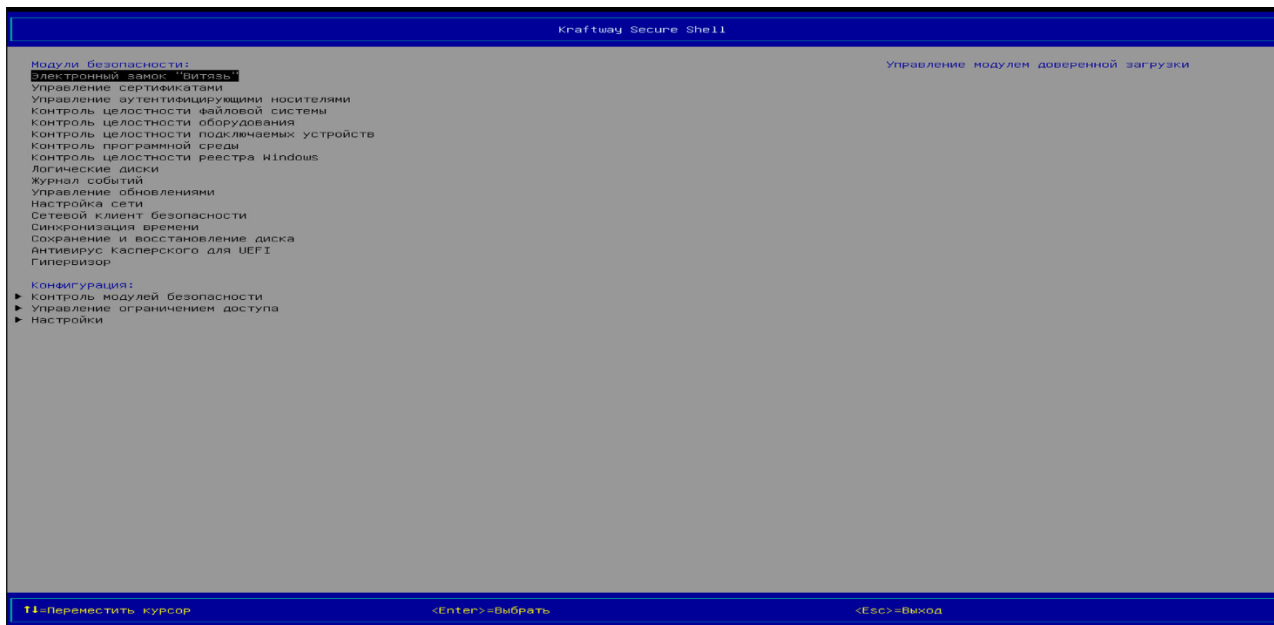 Kraftway Secure Shell
Модули безопасности:
Управление модулем доверенной загрузки
Электронный замок "Витязь"
Управление сертификатами
Управление аутентифицирующими носителями
Контроль целостности файловой системы
Контроль целостности оборудования
Контроль целостности подключаемых устройств
Контроль программной среды
Контроль целостности реестра Windows
Логические диски
Журнал событий
Управление обновлениями
Настройка сети
Сетевой клиент безопасности
Синхронизация времени
Сохранение и восстановление диска
Антивирус Касперского для UEFI
Гипервизор
Конфигурация:
► Контроль модулей безопасности
► Управление ограничением доступа
► Настройки
↑↓=Переместить курсор <Enter>=Выбрать <Esc>=Выход